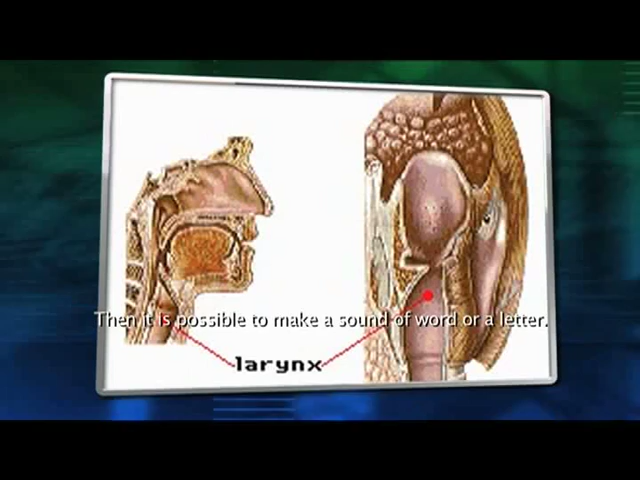 Then it is possible to make a sound of word or a letter.
larynx